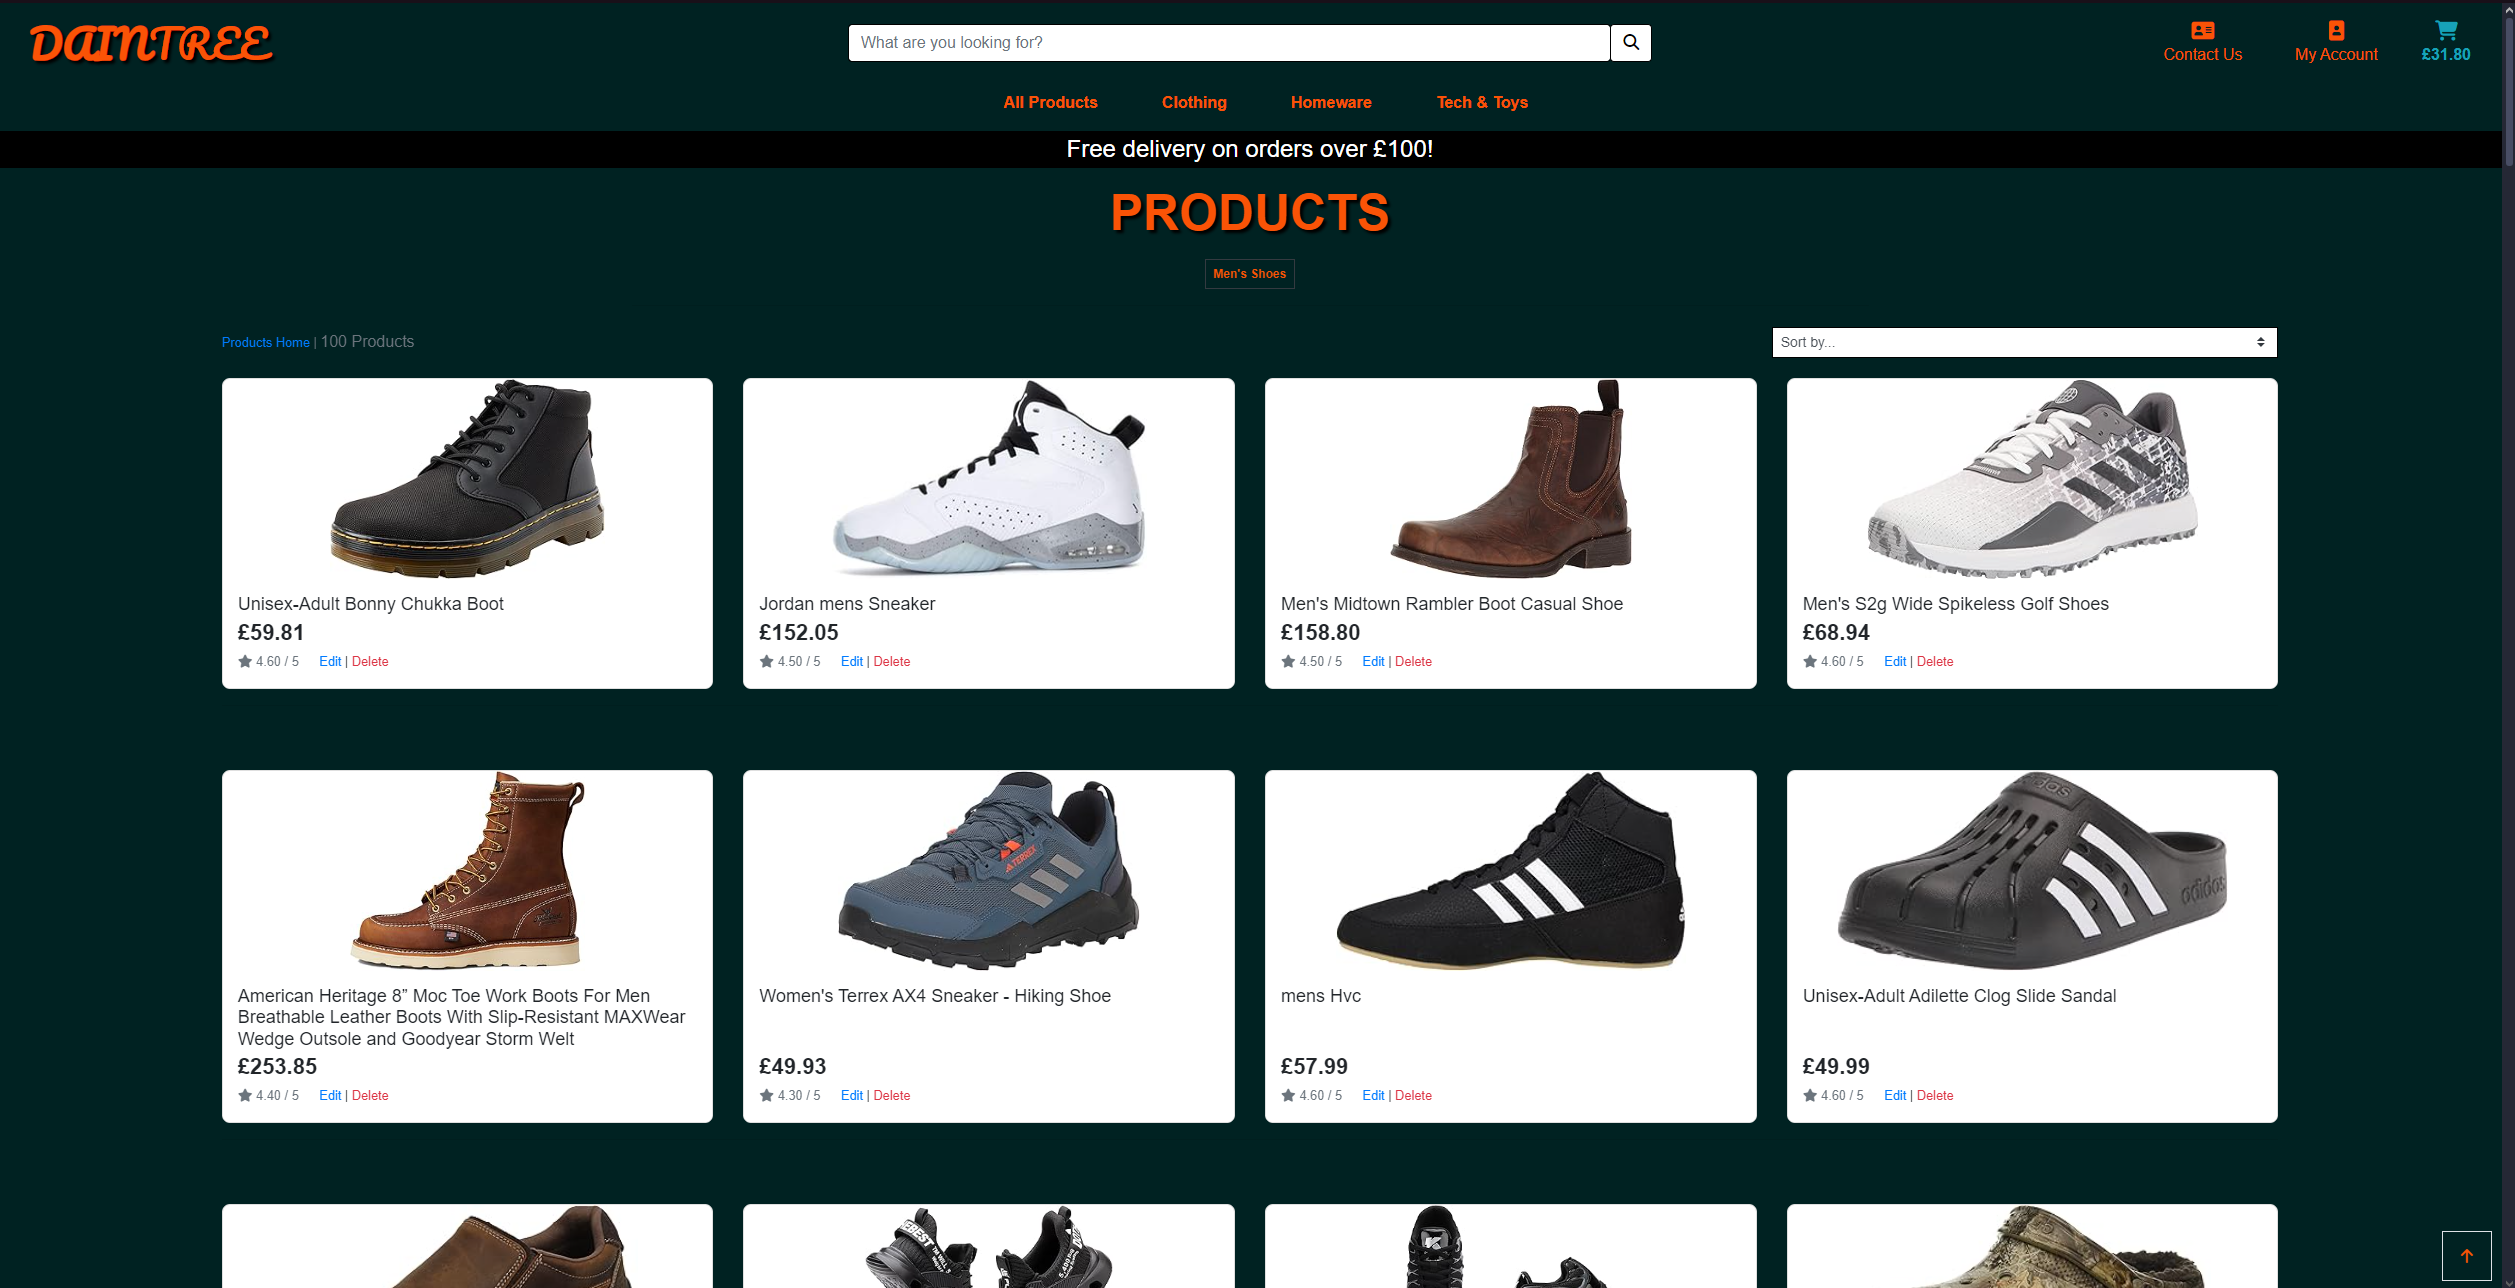 DAINTREE
What are you looking for?
Contact Us
My Account
£31.80
All Products
Clothing
Homeware
Tech & Toys
Free delivery on orders over £100!
PRODUCTS
Men's Shoes
Products Home | 100 Products
Sort by...
Unisex-Adult Bonny Chukka Boot
£59.81
4.60 / 5 Edit | Delete
Jordan mens Sneaker
£152.05
4.50 / 5 Edit | Delete
Men's Midtown Rambler Boot Casual Shoe
£158.80
4.50 / 5 Edit | Delete
Men's S2g Wide Spikeless Golf Shoes
£68.94
4.60 / 5 Edit | Delete
American Heritage 8” Moc Toe Work Boots For Men
Breathable Leather Boots With Slip-Resistant MAXWear
Wedge Outsole and Goodyear Storm Welt
£253.85
4.40 / 5 Edit | Delete
TERREX
Women's Terrex AX4 Sneaker - Hiking Shoe
£49.93
4.30 / 5 Edit | Delete
mens Hvc
£57.99
4.60 / 5 Edit | Delete
adidas
adidas
Unisex-Adult Adilette Clog Slide Sandal
£49.99
4.60 / 5 Edit | Delete